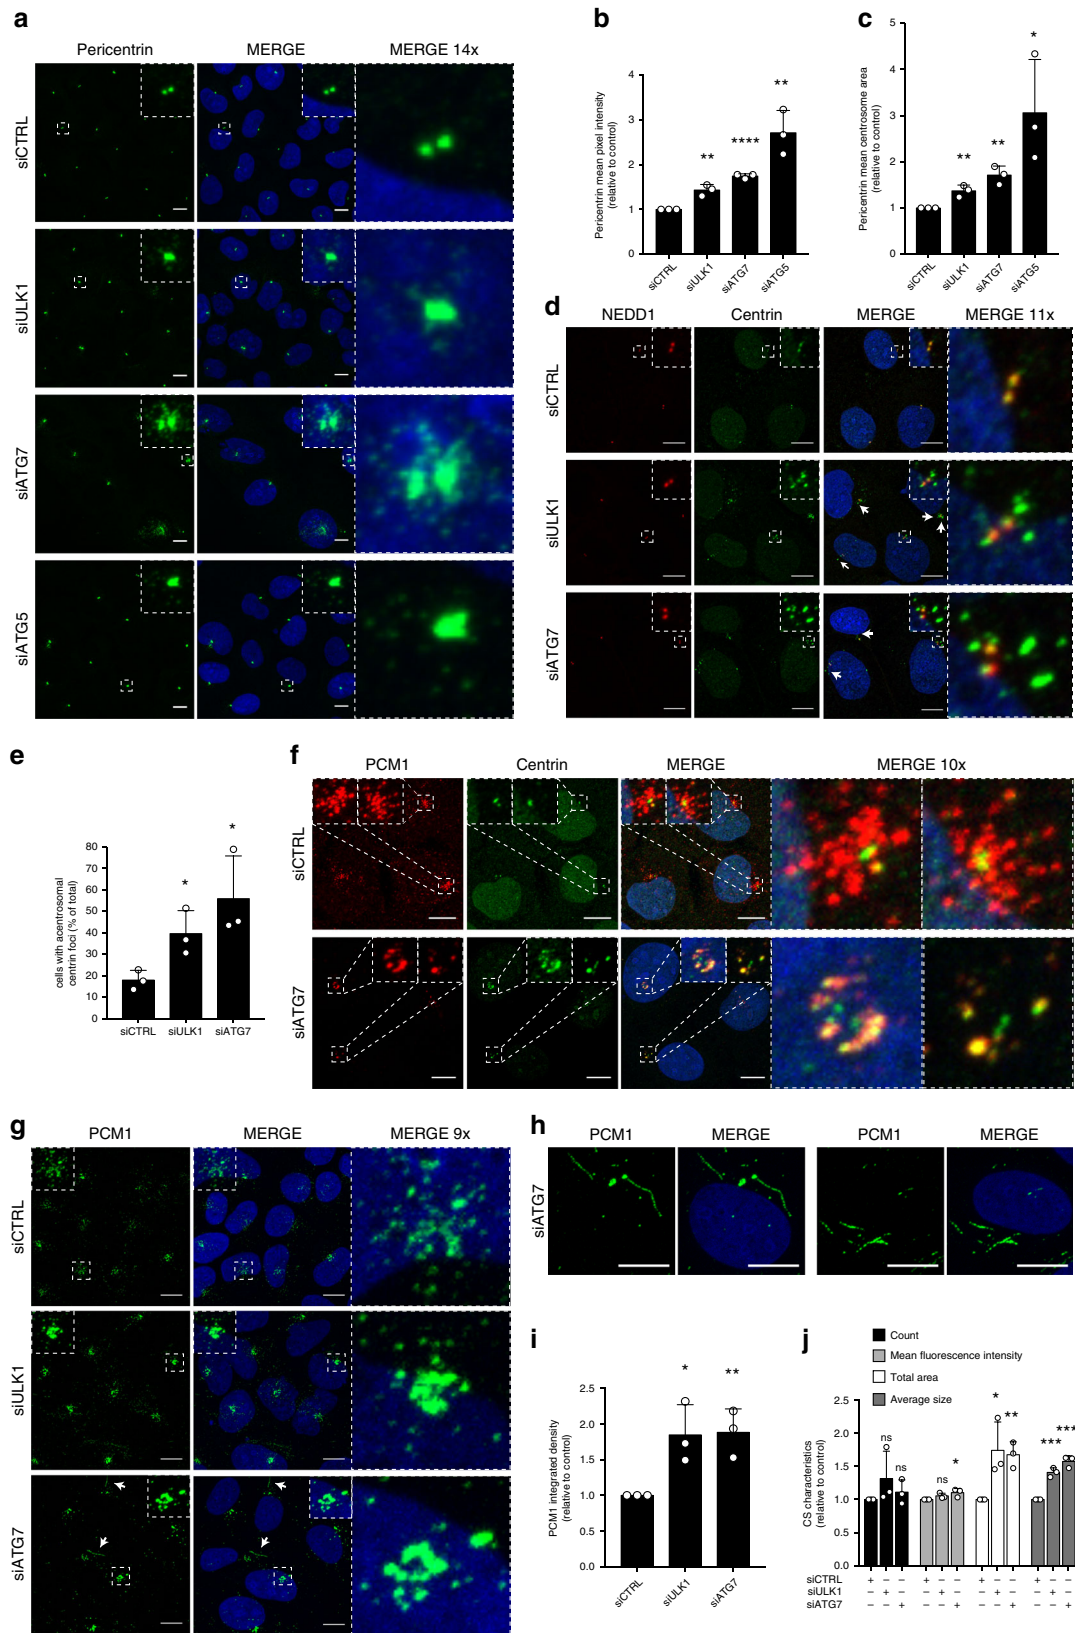 a
Pericentrin MERGE MERGE 14x
siCTRL
siULK1
siATG7
siATG5
b
Pericentrin mean pixel intensity
(relative to control)
4
3
2
1
0
**
****
**
siCTRL siULK1 siATG7 siATG5
c
Pericentrin mean centrosome area
(relative to control)
5
4
3
2
1
0
**
**
*
siCTRL siULK1 siATG7 siATG5
d
NEDD1 Centrin MERGE MERGE 11x
siCTRL
siULK1
siATG7
e
cells with acentrosomal
centrin foci (% of total)
80
70
60
50
40
30
20
10
0
*
*
siCTRL siULK1 siATG7
f
PCM1 Centrin MERGE MERGE 10x
siCTRL
siATG7
g
PCM1 MERGE MERGE 9x
siCTRL
siULK1
siATG7
h
PCM1 MERGE PCM1 MERGE
siATG7
i
PCM1 integrated density
(relative to control)
2.5
2.0
1.5
1.0
0.5
0.0
*
**
siCTRL siULK1 siATG7
j
Count
Mean fluorescence intensity
Total area
Average size
CS characteristics
(relative to control)
2.5
2.0
1.5
1.0
0.5
0.0
ns ns ns * * ** *** ***
siCTRL + – – + – – + – – + – –
siULK1 – + – – + – – + – – + –
siATG7 – – + – – + – – + – – +